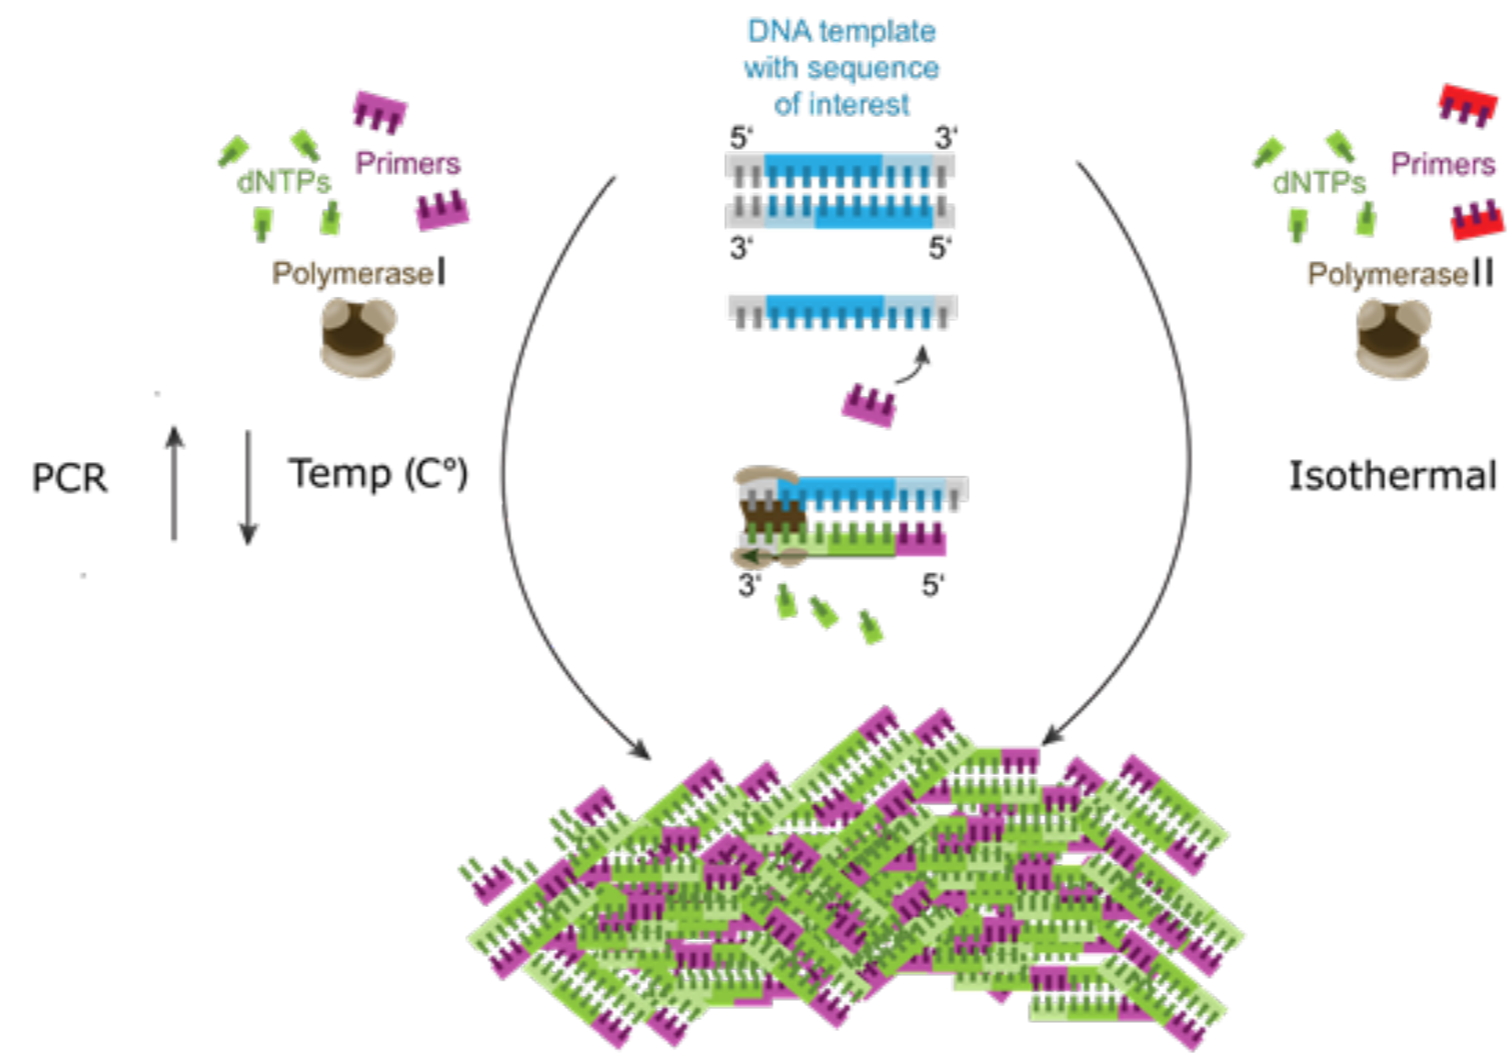 DNA template
with sequence
of interest
5‘ 3‘
3‘ 5‘
dNTPs
Primers
Polymerase I
PCR
Temp (C°)
3‘ 5‘
dNTPs
Primers
Polymerase II
Isothermal